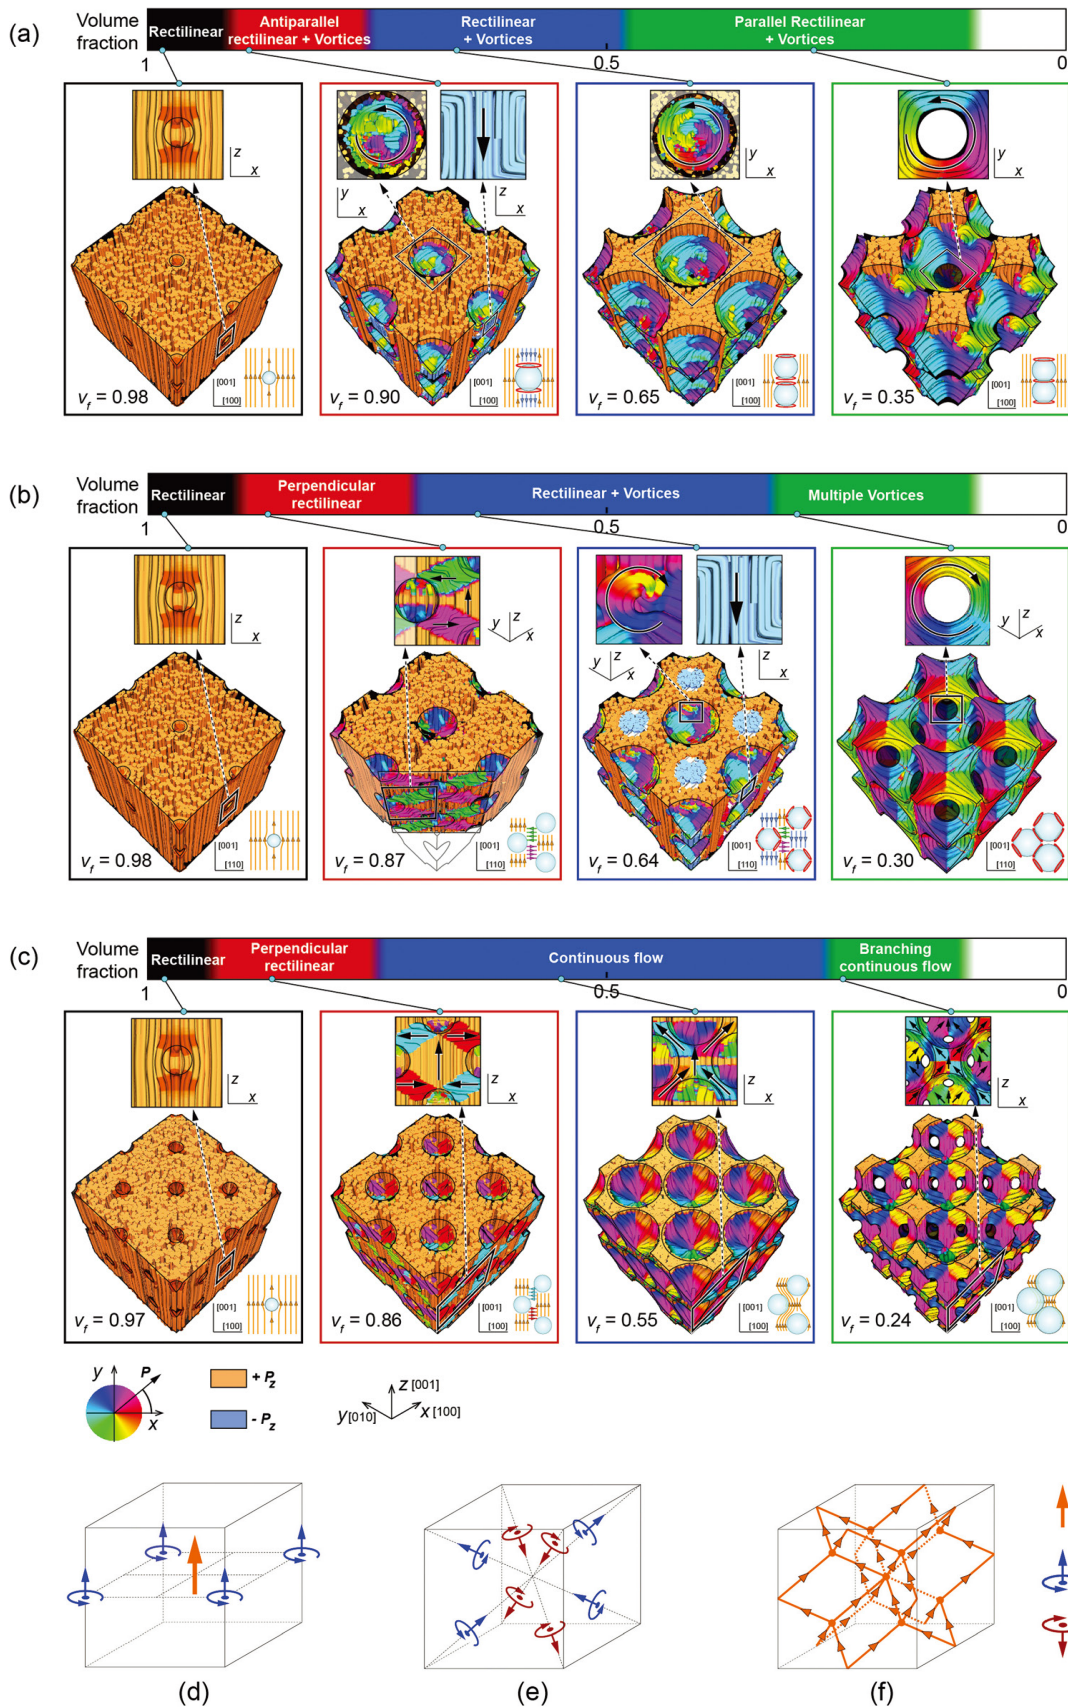 (a)
Volume fraction
Rectilinear
Antiparallel rectilinear + Vortices
Rectilinear + Vortices
Parallel Rectilinear + Vortices
1
0.5
0
z
x
y
x
z
x
y
x
y
x
[001]
[100]
[001]
[100]
[001]
[100]
[001]
[100]
v_f = 0.98
v_f = 0.90
v_f = 0.65
v_f = 0.35
(b)
Volume fraction
Rectilinear
Perpendicular rectilinear
Rectilinear + Vortices
Multiple Vortices
1
0.5
0
z
x
y
z
x
y
z
x
z
x
y
z
x
[001]
[110]
[001]
[110]
[001]
[110]
[001]
[110]
v_f = 0.98
v_f = 0.87
v_f = 0.64
v_f = 0.30
(c)
Volume fraction
Rectilinear
Perpendicular rectilinear
Continuous flow
Branching continuous flow
1
0.5
0
z
x
z
x
z
x
z
x
[001]
[100]
[001]
[100]
[001]
[100]
[001]
[100]
v_f = 0.97
v_f = 0.86
v_f = 0.55
v_f = 0.24
y
P
x
+ P_z
- P_z
z [001]
y [010]
x [100]
(d)
(e)
(f)